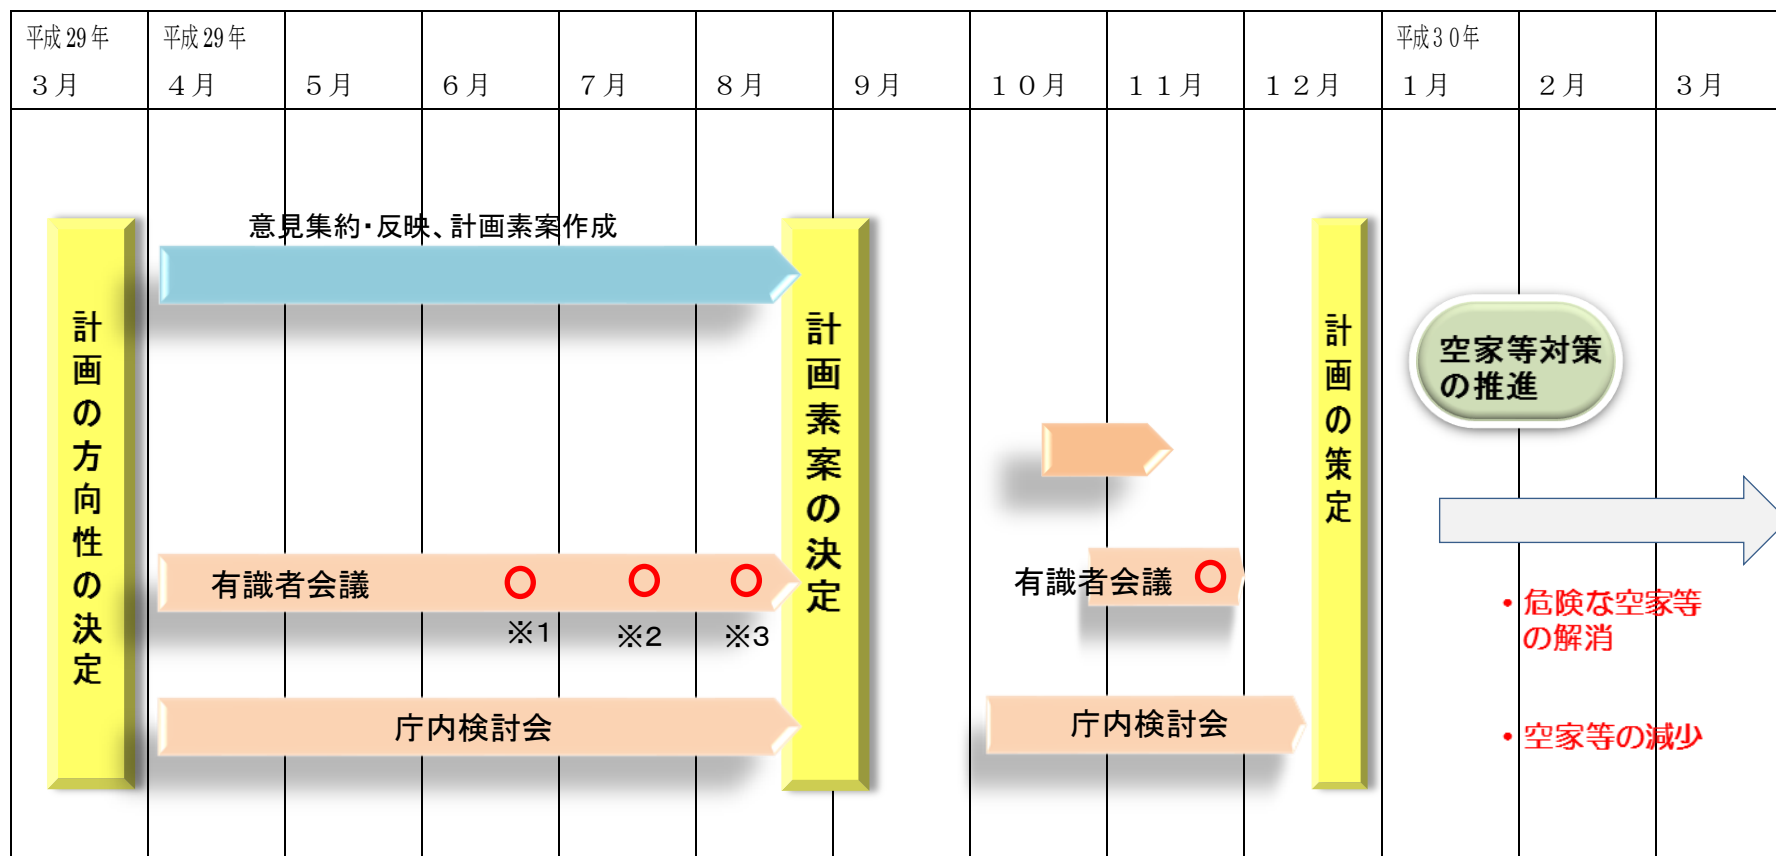 平成29年
平成29年
平成30年
３月
４月
５月
６月
７月
８月
９月
１０月
１１月
１２月
１月
２月
３月
意見集約・反映、計画素案作成
計画の方向性の決定
計画素案の決定
計画の策定
空家等対策
の推進
有識者会議
※1
※2
※3
有識者会議
庁内検討会
庁内検討会
・危険な空家等
の解消
・空家等の減少